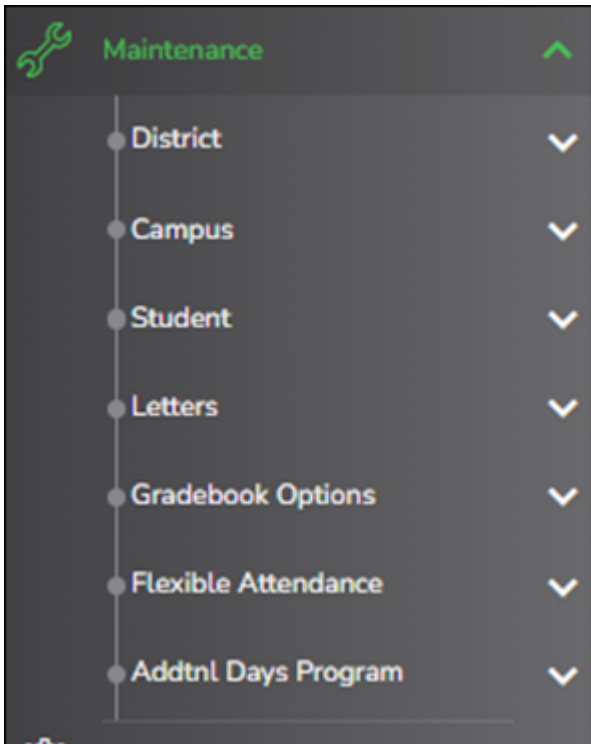 Maintenance
District
Campus
Student
Letters
Gradebook Options
Flexible Attendance
Addtnl Days Program